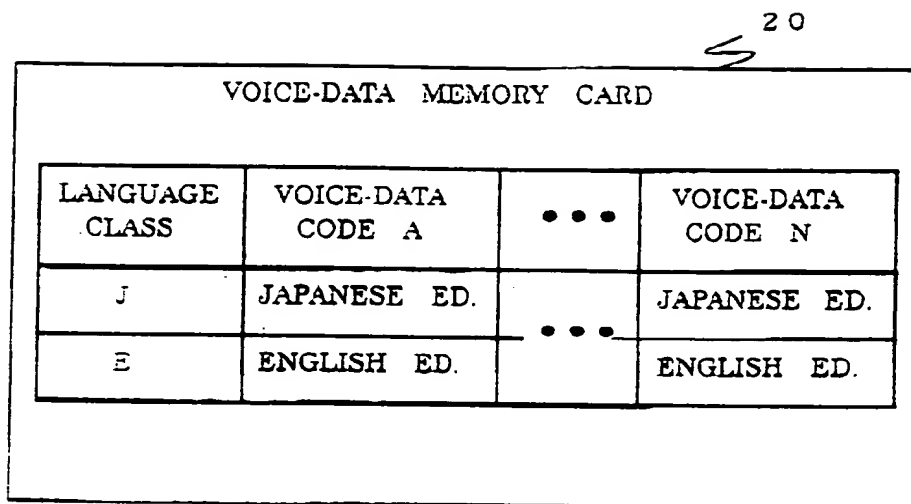 20
VOICE-DATA MEMORY CARD
LANGUAGE CLASS VOICE-DATA CODE A ••• VOICE-DATA CODE N
J JAPANESE ED. ••• JAPANESE ED.
E ENGLISH ED. ENGLISH ED.